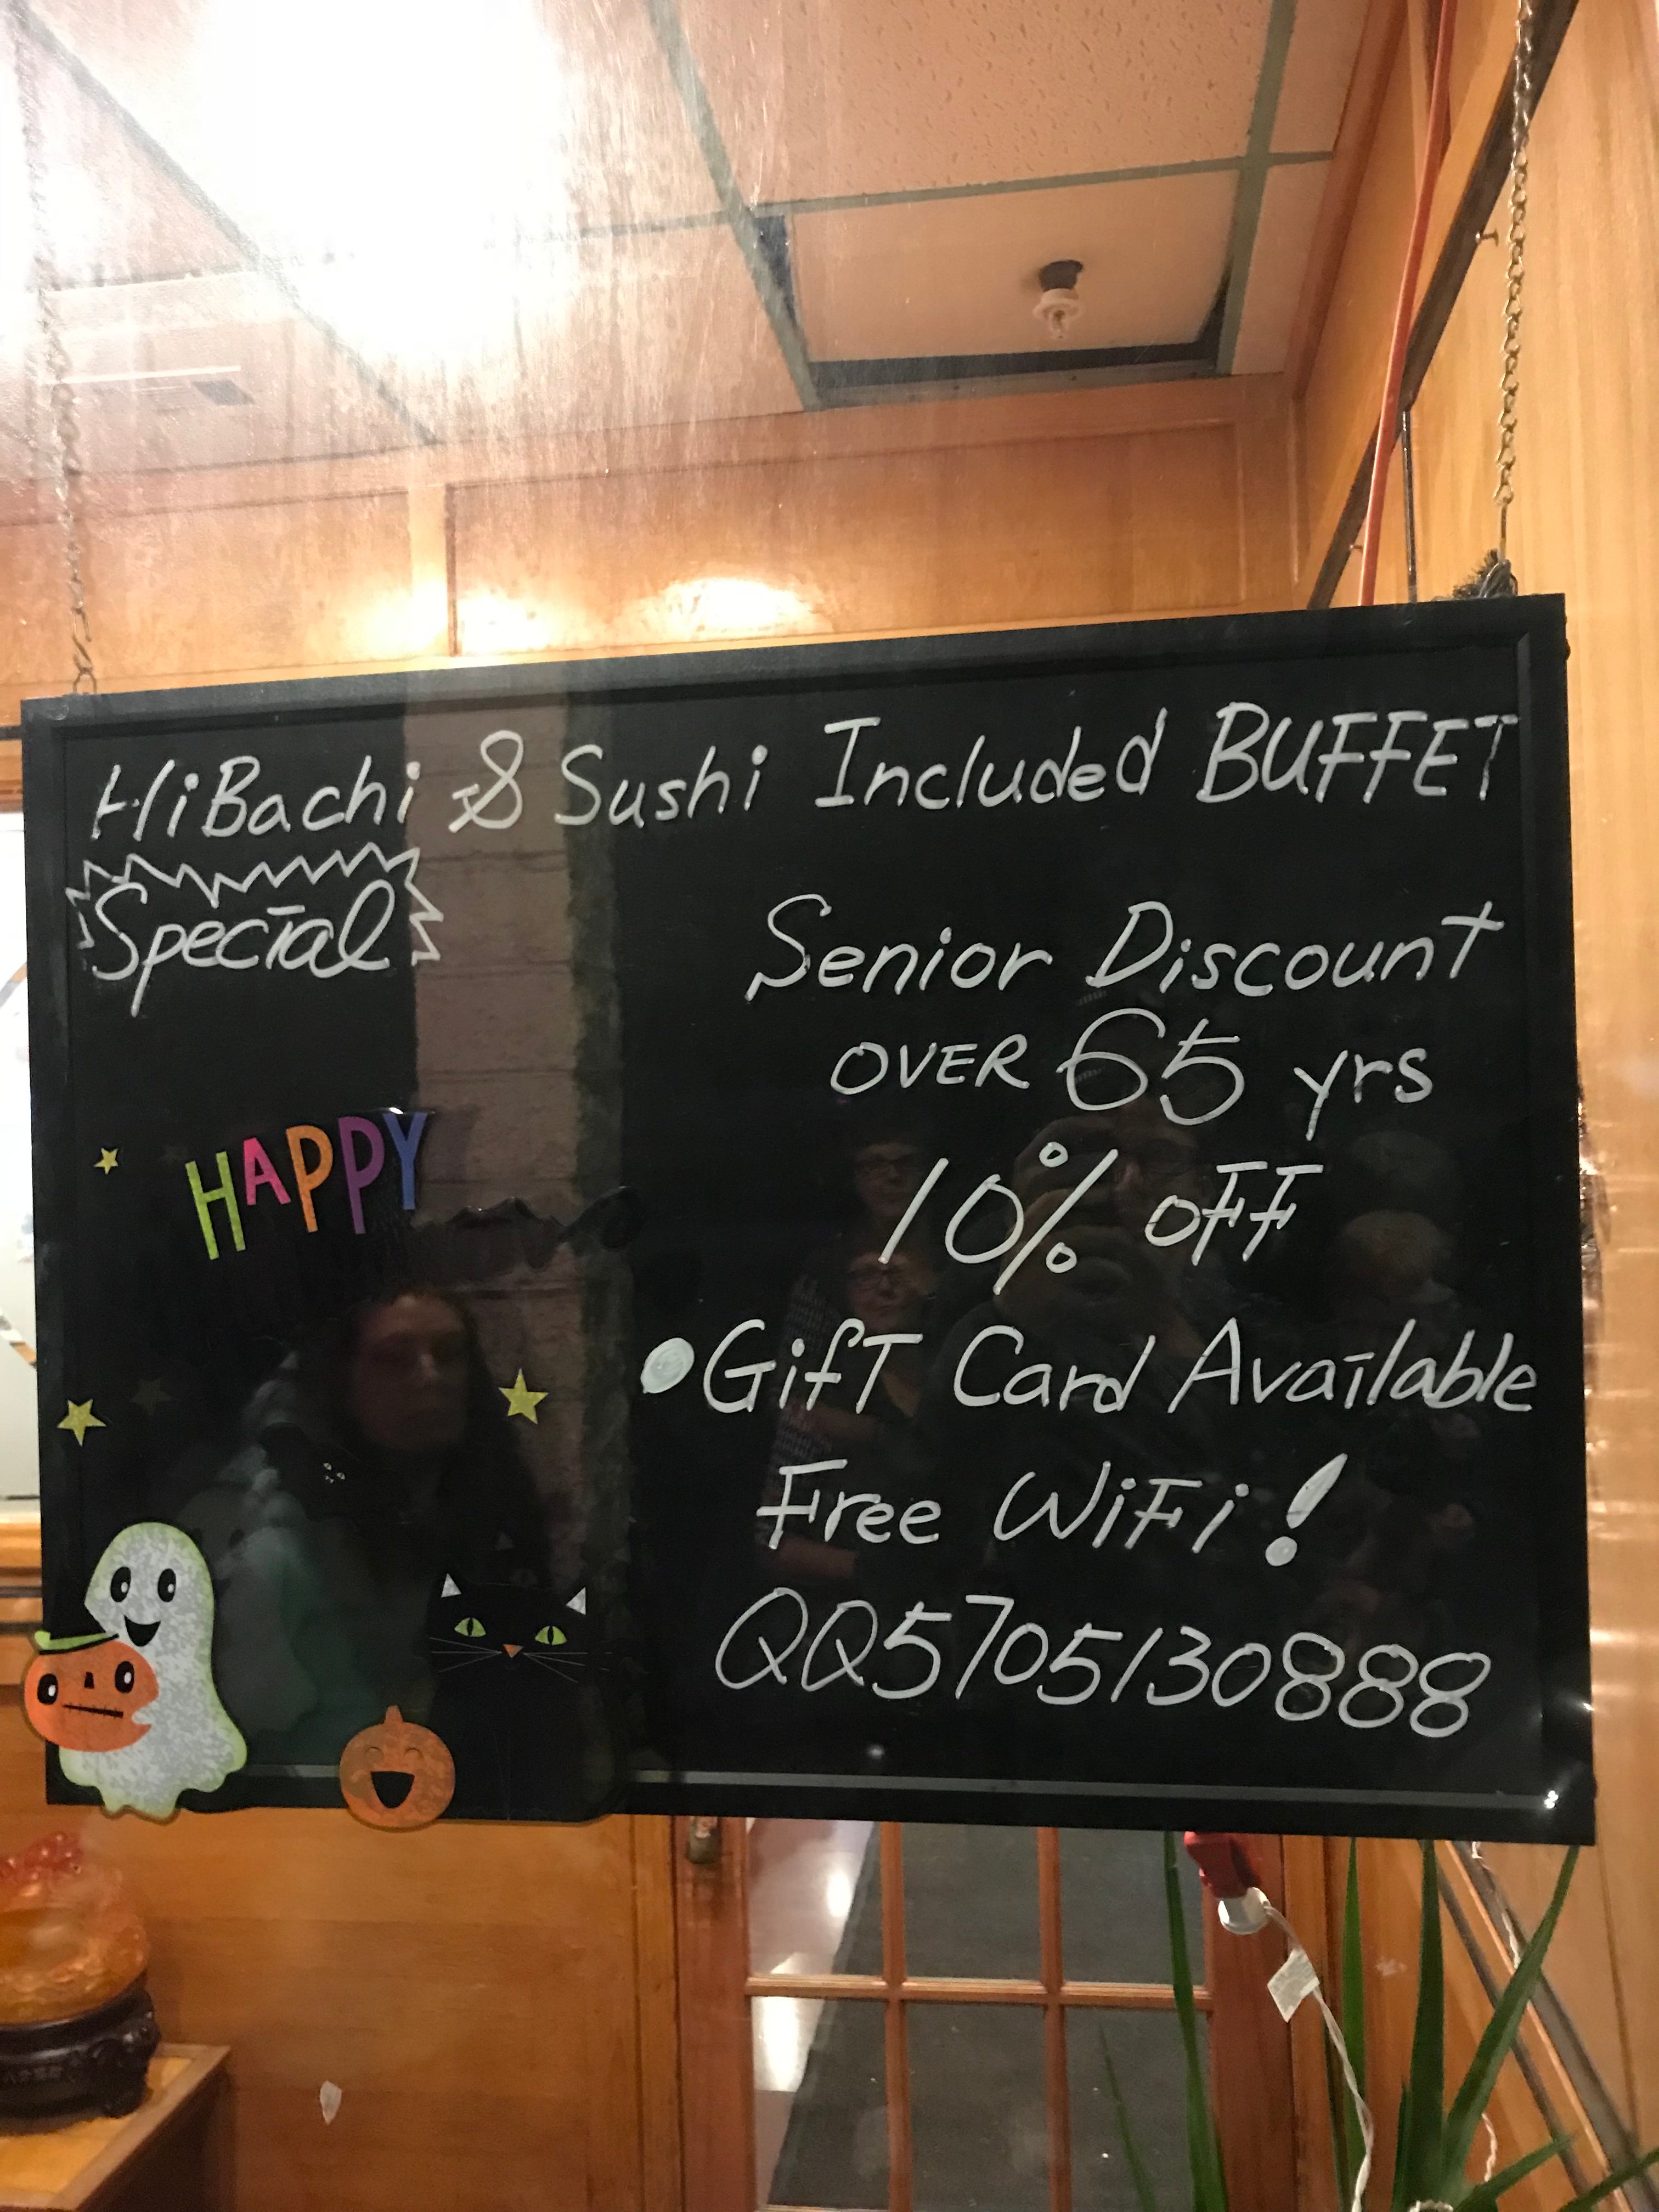 HiBachi & Sushi Included BUFFET
Special
Senior Discount
OVER 65 yrs
10% OFF
HAPPY
•Gift Card Available
Free WiFi!
QQ5705130888